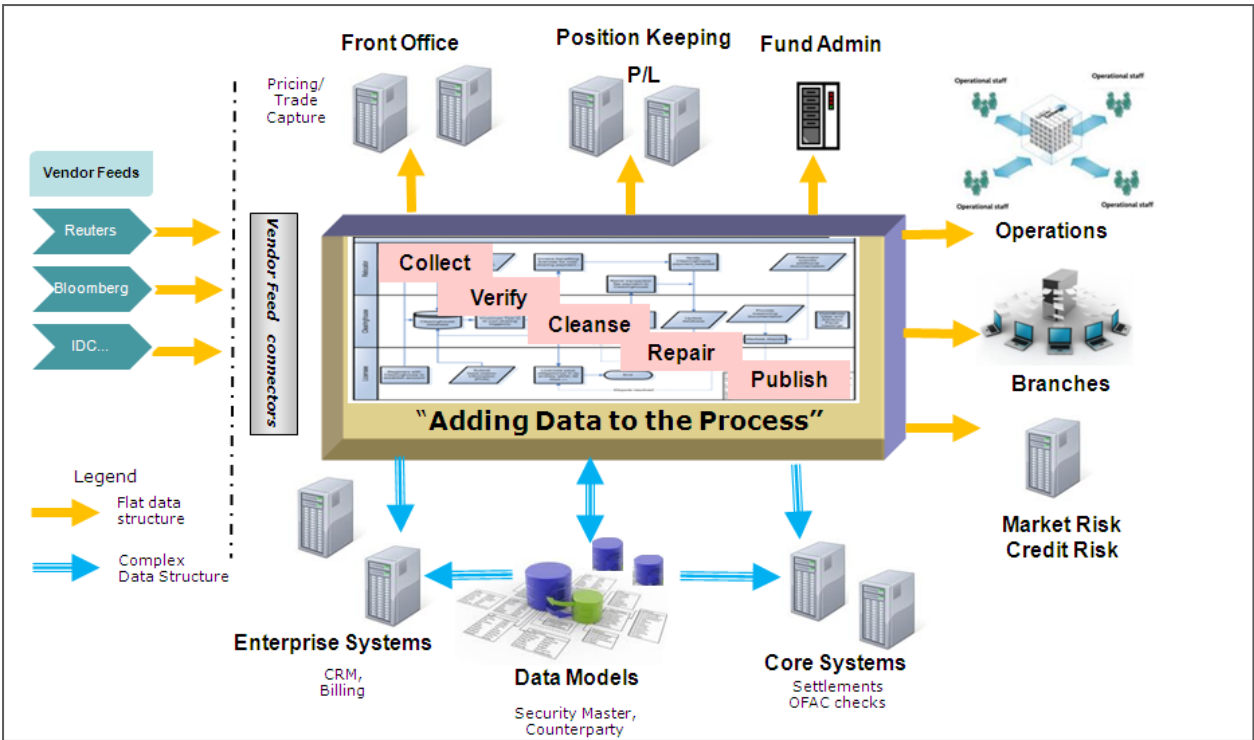 Front Office
Position Keeping
P/L
Fund Admin
Pricing/
Trade
Capture
Operational staff
Operational staff
Operational staff
Operational staff
Operations
Vendor Feeds
Reuters
Bloomberg
IDC...
Vendor Feed connectors
Collect
Verify
Cleanse
Repair
Publish
“Adding Data to the Process”
Branches
Market Risk
Credit Risk
Legend
Flat data
structure
Complex
Data Structure
Enterprise Systems
CRM,
Billing
Data Models
Security Master,
Counterparty
Core Systems
Settlements
OFAC checks